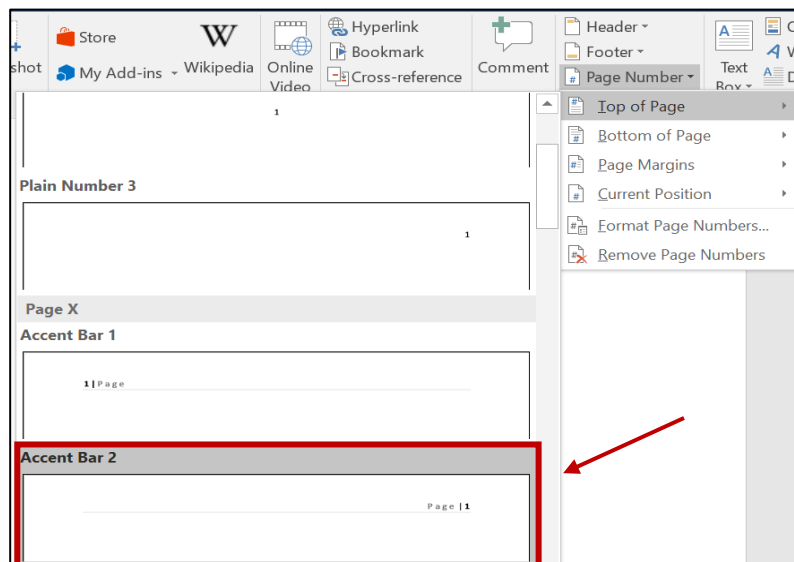 Store
W
shot
My Add-ins
Wikipedia
Online
Video
Hyperlink
Bookmark
Cross-reference
Comment
Header
Footer
# Page Number
A
Text
Box
A
A
Top of Page
Bottom of Page
Page Margins
Current Position
Format Page Numbers...
Remove Page Numbers
1
Plain Number 3
1
Page X
Accent Bar 1
1|Page
Accent Bar 2
Page|1